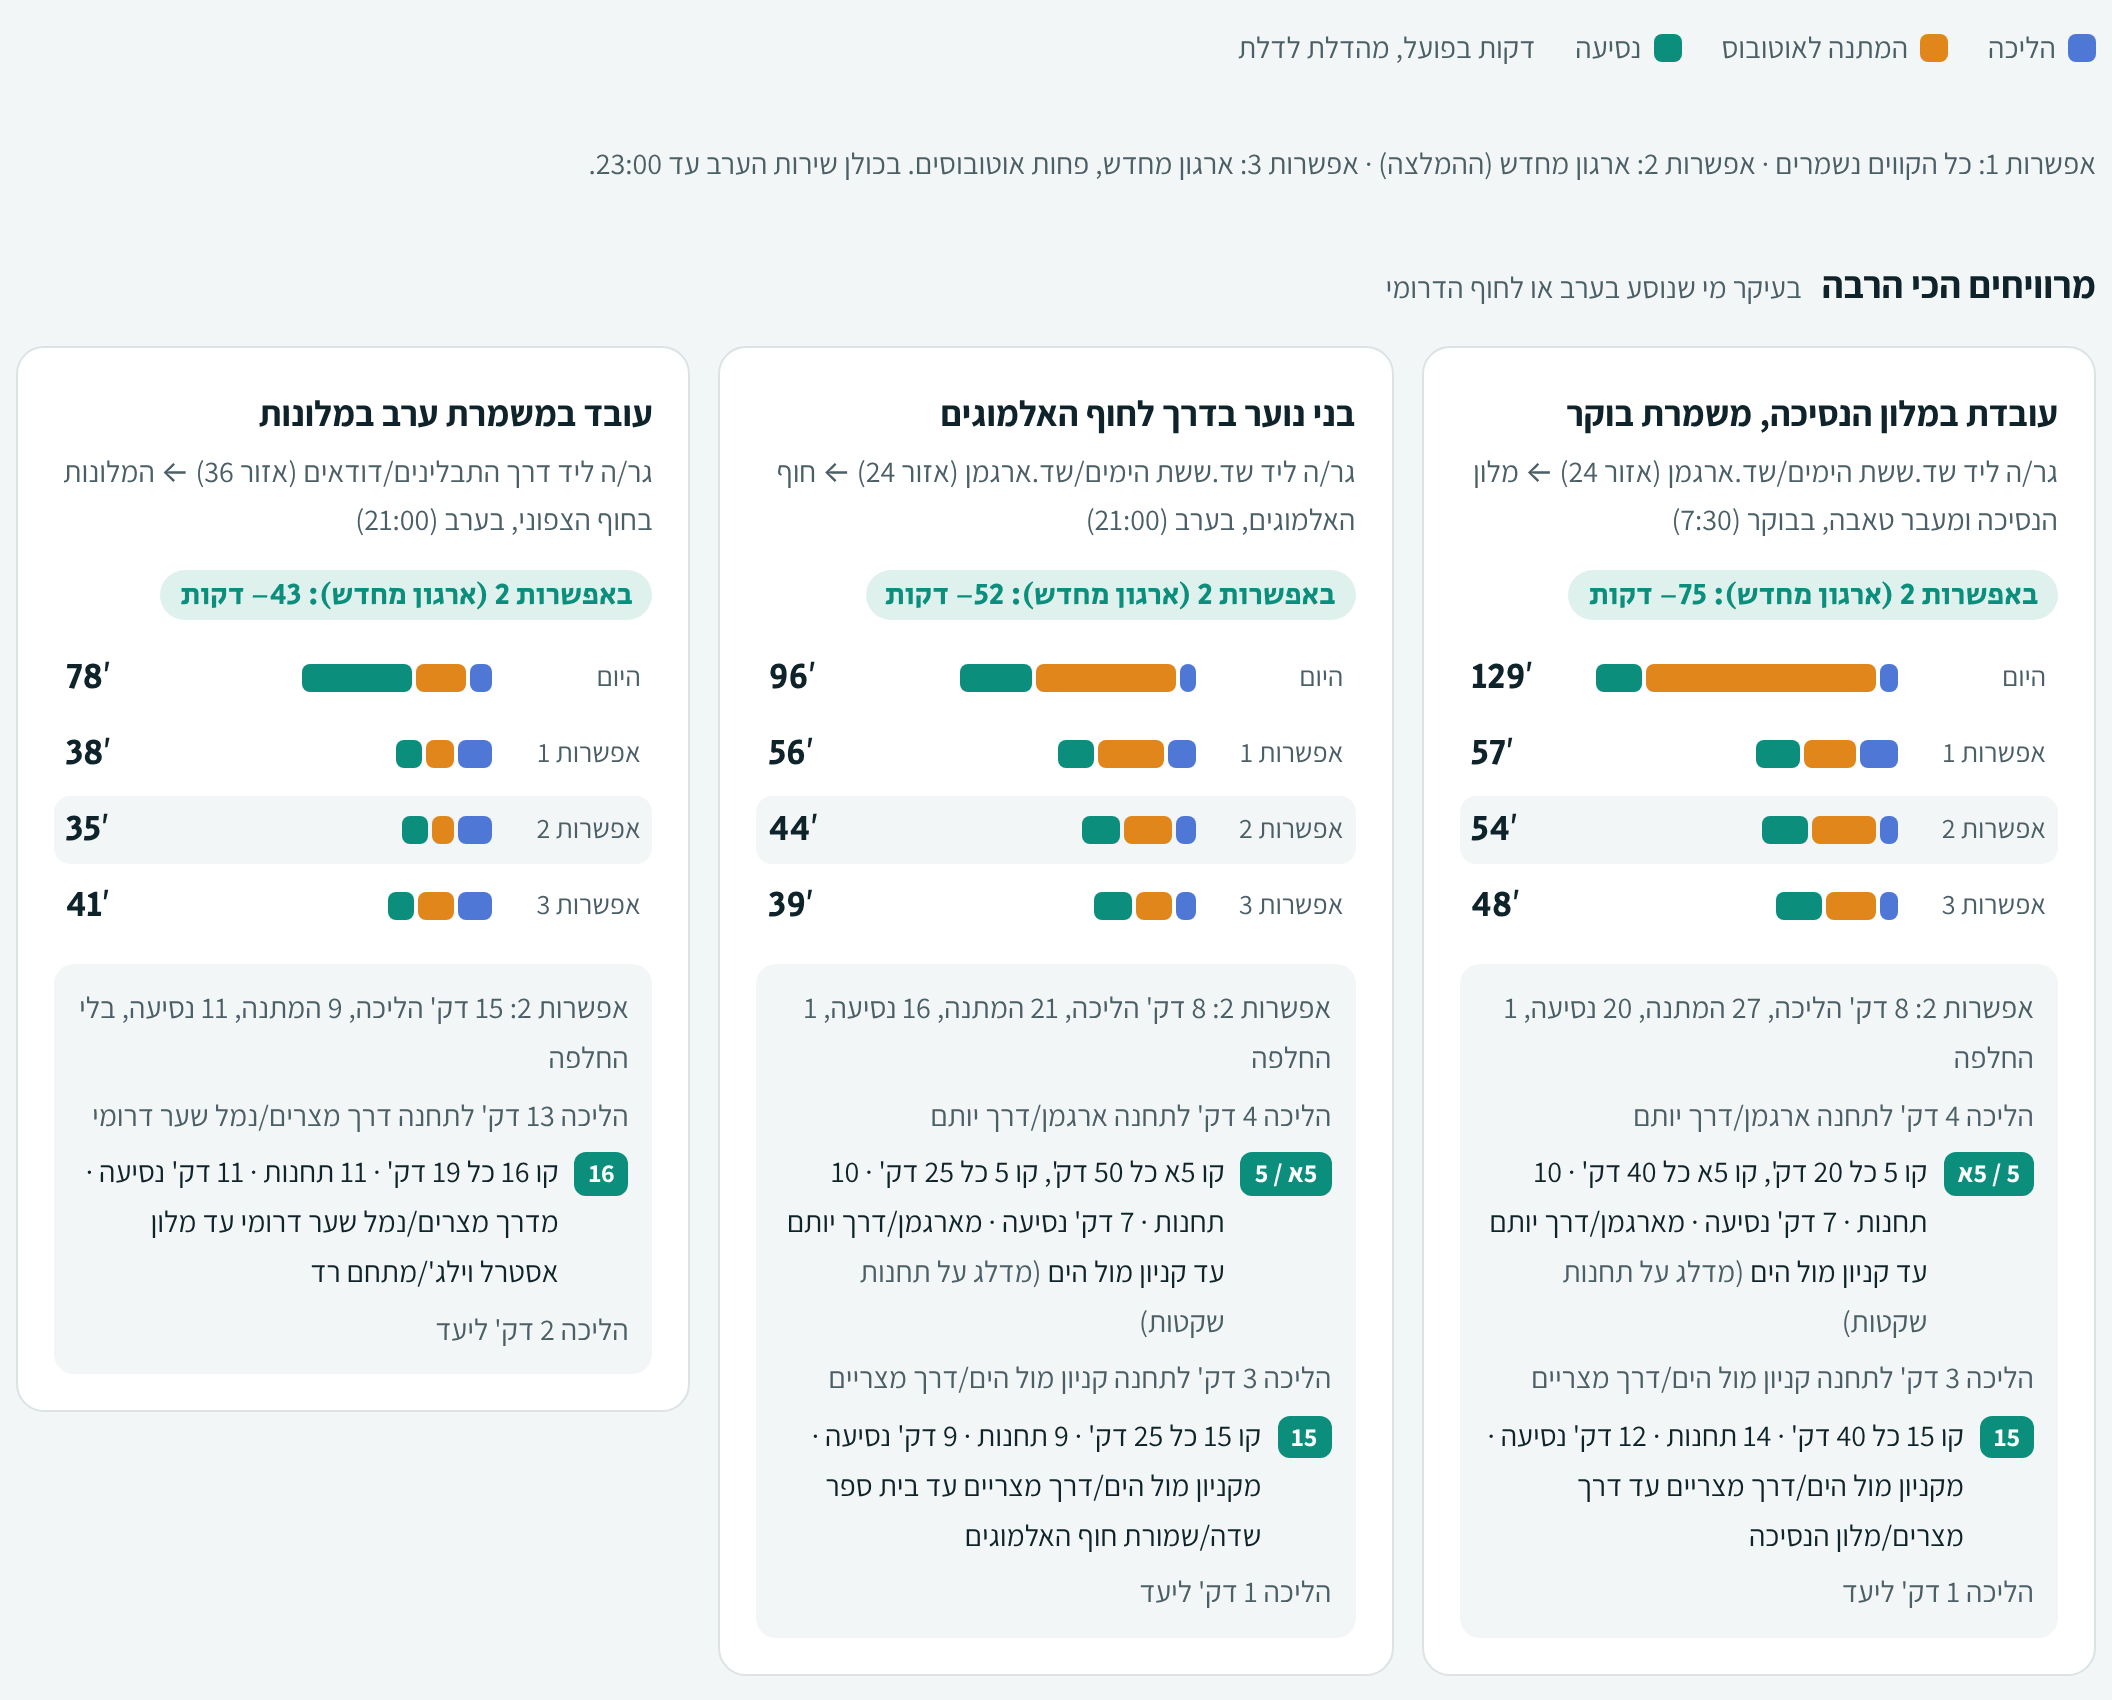 הליכה המתנה לאוטובוס נסיעה דקות בפועל, מהדלת לדלת
אפשרות 1: כל הקווים נשמרים · אפשרות 2: ארגון מחדש (ההמלצה) · אפשרות 3: ארגון מחדש, פחות אוטובוסים. בכולן שירות הערב עד 23:00.
מרוויחים הכי הרבה בעיקר מי שנוסע בערב או לחוף הדרומי
עובדת במלון הנסיכה, משמרת בוקר
גר/ה ליד שד.ששת הימים/שד.ארגמן (אזור 24) ← מלון
הנסיכה ומעבר טאבה, בבוקר (7:30)
באפשרות 2 (ארגון מחדש): 75− דקות
היום 129′
אפשרות 1 57′
אפשרות 2 54′
אפשרות 3 48′
אפשרות 2: 8 דק' הליכה, 27 המתנה, 20 נסיעה, 1
החלפה
הליכה 4 דק' לתחנה ארגמן/דרך יותם
5 / 5א קו 5 כל 20 דק', קו 5א כל 40 דק' · 10
תחנות · 7 דק' נסיעה · מארגמן/דרך יותם
עד קניון מול הים (מדלג על תחנות
שקטות)
הליכה 3 דק' לתחנה קניון מול הים/דרך מצריים
15 קו 15 כל 40 דק' · 14 תחנות · 12 דק' נסיעה ·
מקניון מול הים/דרך מצריים עד דרך
מצרים/מלון הנסיכה
הליכה 1 דק' ליעד
בני נוער בדרך לחוף האלמוגים
גר/ה ליד שד.ששת הימים/שד.ארגמן (אזור 24) ← חוף
האלמוגים, בערב (21:00)
באפשרות 2 (ארגון מחדש): 52− דקות
היום 96′
אפשרות 1 56′
אפשרות 2 44′
אפשרות 3 39′
אפשרות 2: 8 דק' הליכה, 21 המתנה, 16 נסיעה, 1
החלפה
הליכה 4 דק' לתחנה ארגמן/דרך יותם
5א / 5 קו 5א כל 50 דק', קו 5 כל 25 דק' · 10
תחנות · 7 דק' נסיעה · מארגמן/דרך יותם
עד קניון מול הים (מדלג על תחנות
שקטות)
הליכה 3 דק' לתחנה קניון מול הים/דרך מצריים
15 קו 15 כל 25 דק' · 9 תחנות · 9 דק' נסיעה ·
מקניון מול הים/דרך מצריים עד בית ספר
שדה/שמורת חוף האלמוגים
הליכה 1 דק' ליעד
עובד במשמרת ערב במלונות
גר/ה ליד דרך התבלינים/דודאים (אזור 36) ← המלונות
בחוף הצפוני, בערב (21:00)
באפשרות 2 (ארגון מחדש): 43− דקות
היום 78′
אפשרות 1 38′
אפשרות 2 35′
אפשרות 3 41′
אפשרות 2: 15 דק' הליכה, 9 המתנה, 11 נסיעה, בלי
החלפה
הליכה 13 דק' לתחנה דרך מצרים/נמל שער דרומי
16 קו 16 כל 19 דק' · 11 תחנות · 11 דק' נסיעה ·
מדרך מצרים/נמל שער דרומי עד מלון
אסטרל וילג'/מתחם רד
הליכה 2 דק' ליעד